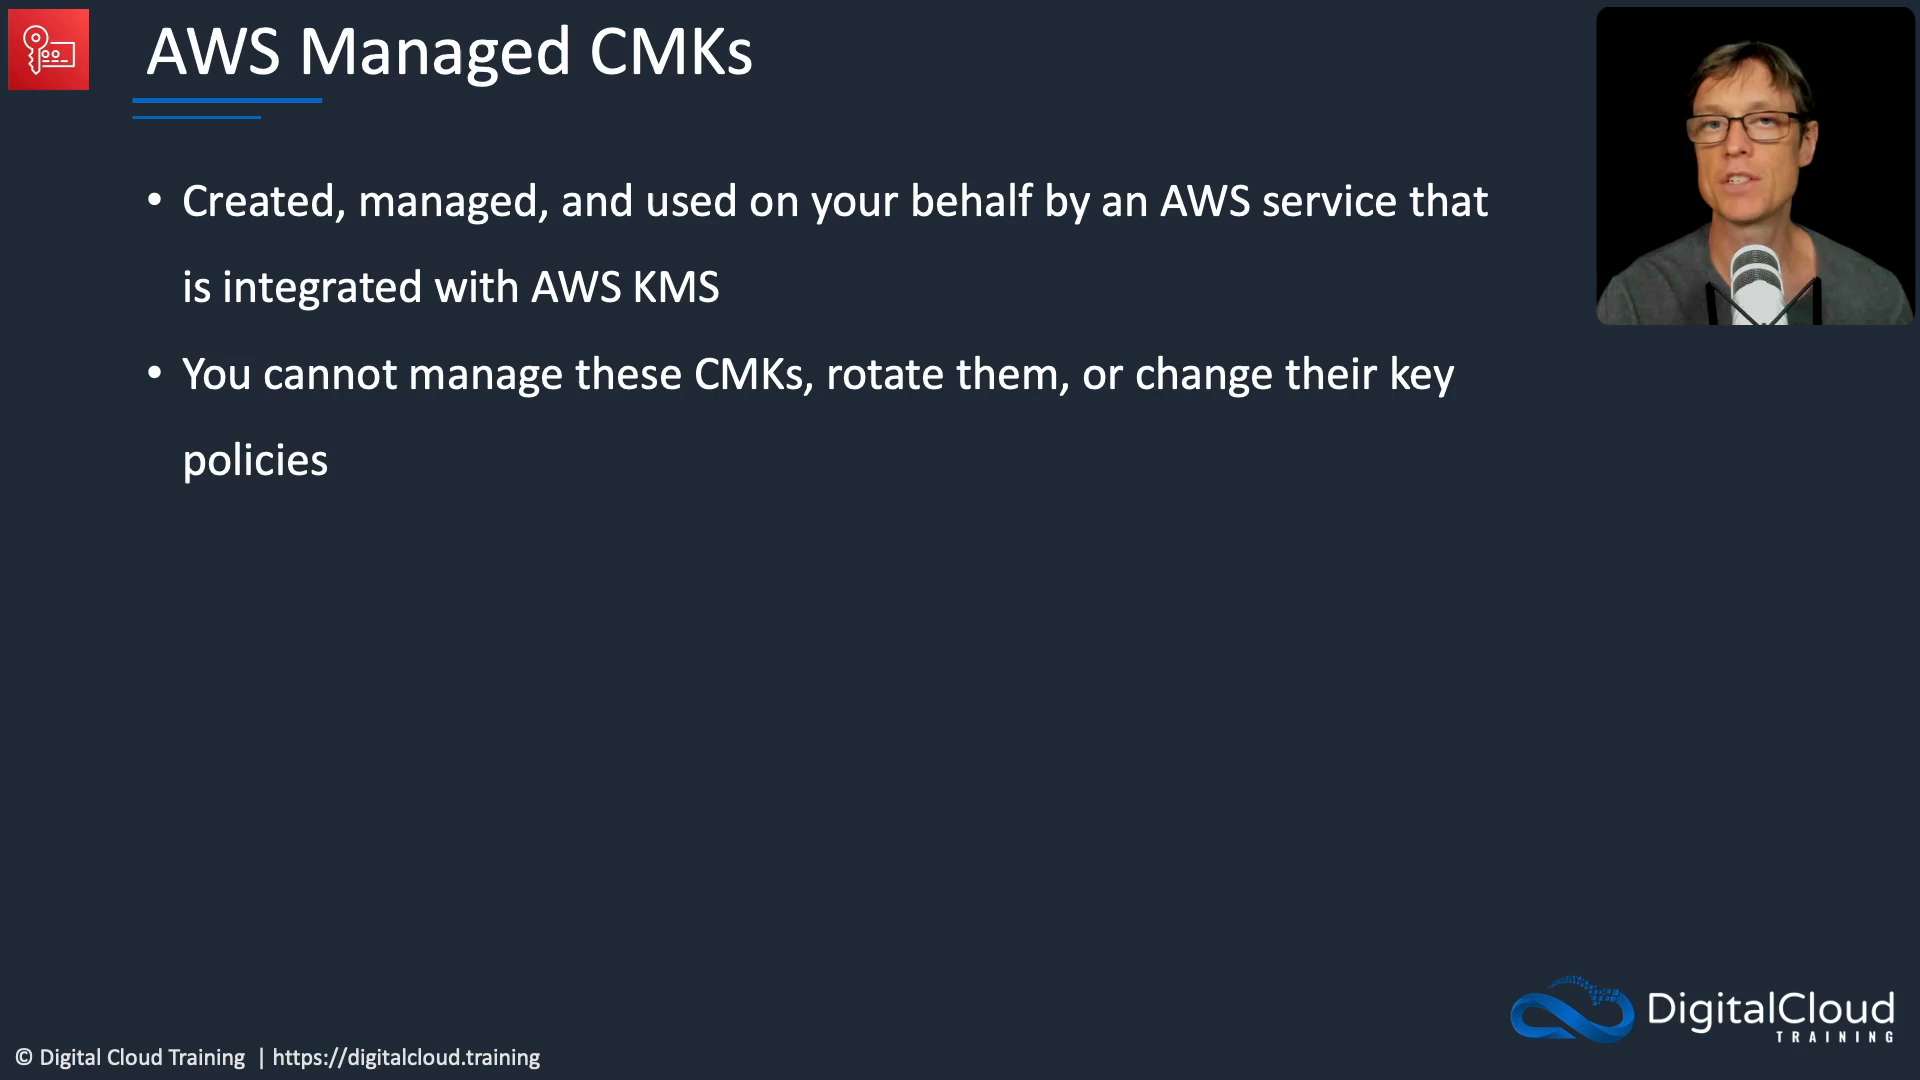 AWS Managed CMKs
• Created, managed, and used on your behalf by an AWS service that
is integrated with AWS KMS
• You cannot manage these CMKs, rotate them, or change their key
policies
DigitalCloud
TRAINING
© Digital Cloud Training | https://digitalcloud.training